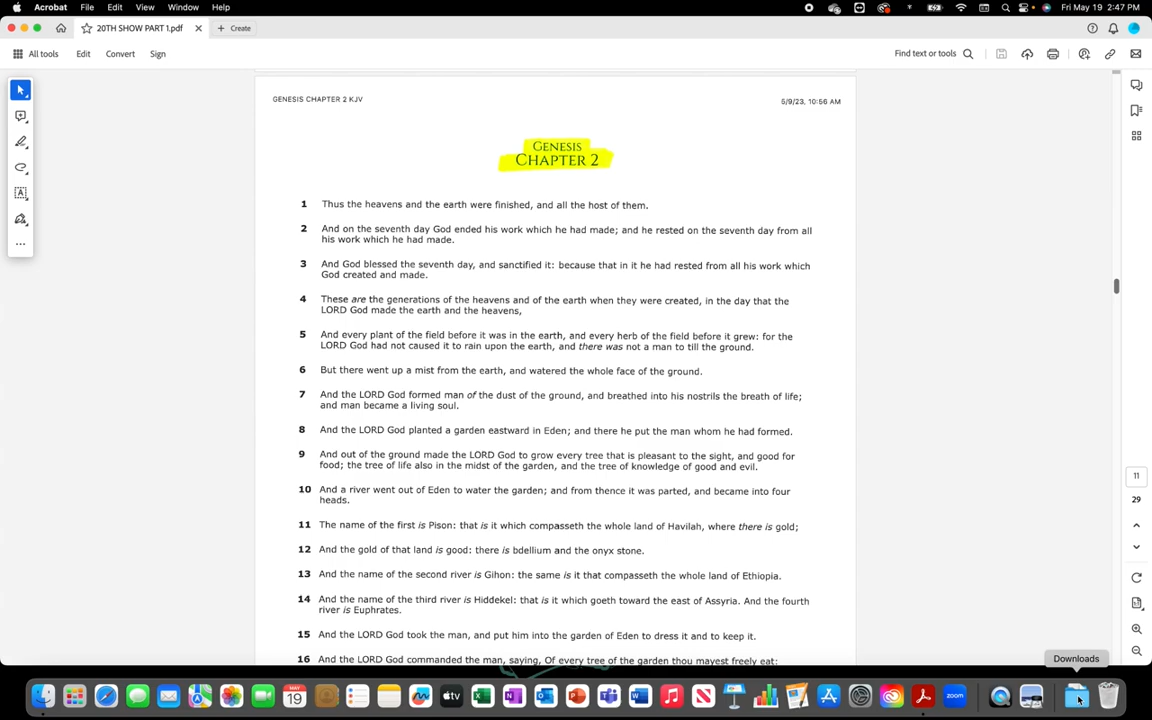 Acrobat File Edit View Window Help Fri May 19 2:47 PM
20TH SHOW PART 1.pdf Create
All tools Edit Convert Sign Find text or tools
GENESIS CHAPTER 2 KJV 5/9/23, 10:56 AM
GENESIS
CHAPTER 2
1 Thus the heavens and the earth were finished, and all the host of them.
2 And on the seventh day God ended his work which he had made; and he rested on the seventh day from all
his work which he had made.
3 And God blessed the seventh day, and sanctified it: because that in it he had rested from all his work which
God created and made.
4 These are the generations of the heavens and of the earth when they were created, in the day that the
LORD God made the earth and the heavens,
5 And every plant of the field before it was in the earth, and every herb of the field before it grew: for the
LORD God had not caused it to rain upon the earth, and there was not a man to till the ground.
6 But there went up a mist from the earth, and watered the whole face of the ground.
7 And the LORD God formed man of the dust of the ground, and breathed into his nostrils the breath of life;
and man became a living soul.
8 And the LORD God planted a garden eastward in Eden; and there he put the man whom he had formed.
9 And out of the ground made the LORD God to grow every tree that is pleasant to the sight, and good for
food; the tree of life also in the midst of the garden, and the tree of knowledge of good and evil.
10 And a river went out of Eden to water the garden; and from thence it was parted, and became into four
heads.
11 The name of the first is Pison: that is it which compasseth the whole land of Havilah, where there is gold;
12 And the gold of that land is good: there is bdellium and the onyx stone.
13 And the name of the second river is Gihon: the same is it that compasseth the whole land of Ethiopia.
14 And the name of the third river is Hiddekel: that is it which goeth toward the east of Assyria. And the fourth
river is Euphrates.
15 And the LORD God took the man, and put him into the garden of Eden to dress it and to keep it.
16 And the LORD God commanded the man, saying, Of every tree of the garden thou mayest freely eat:
11
29
Downloads
MAY
19
tv
zoom